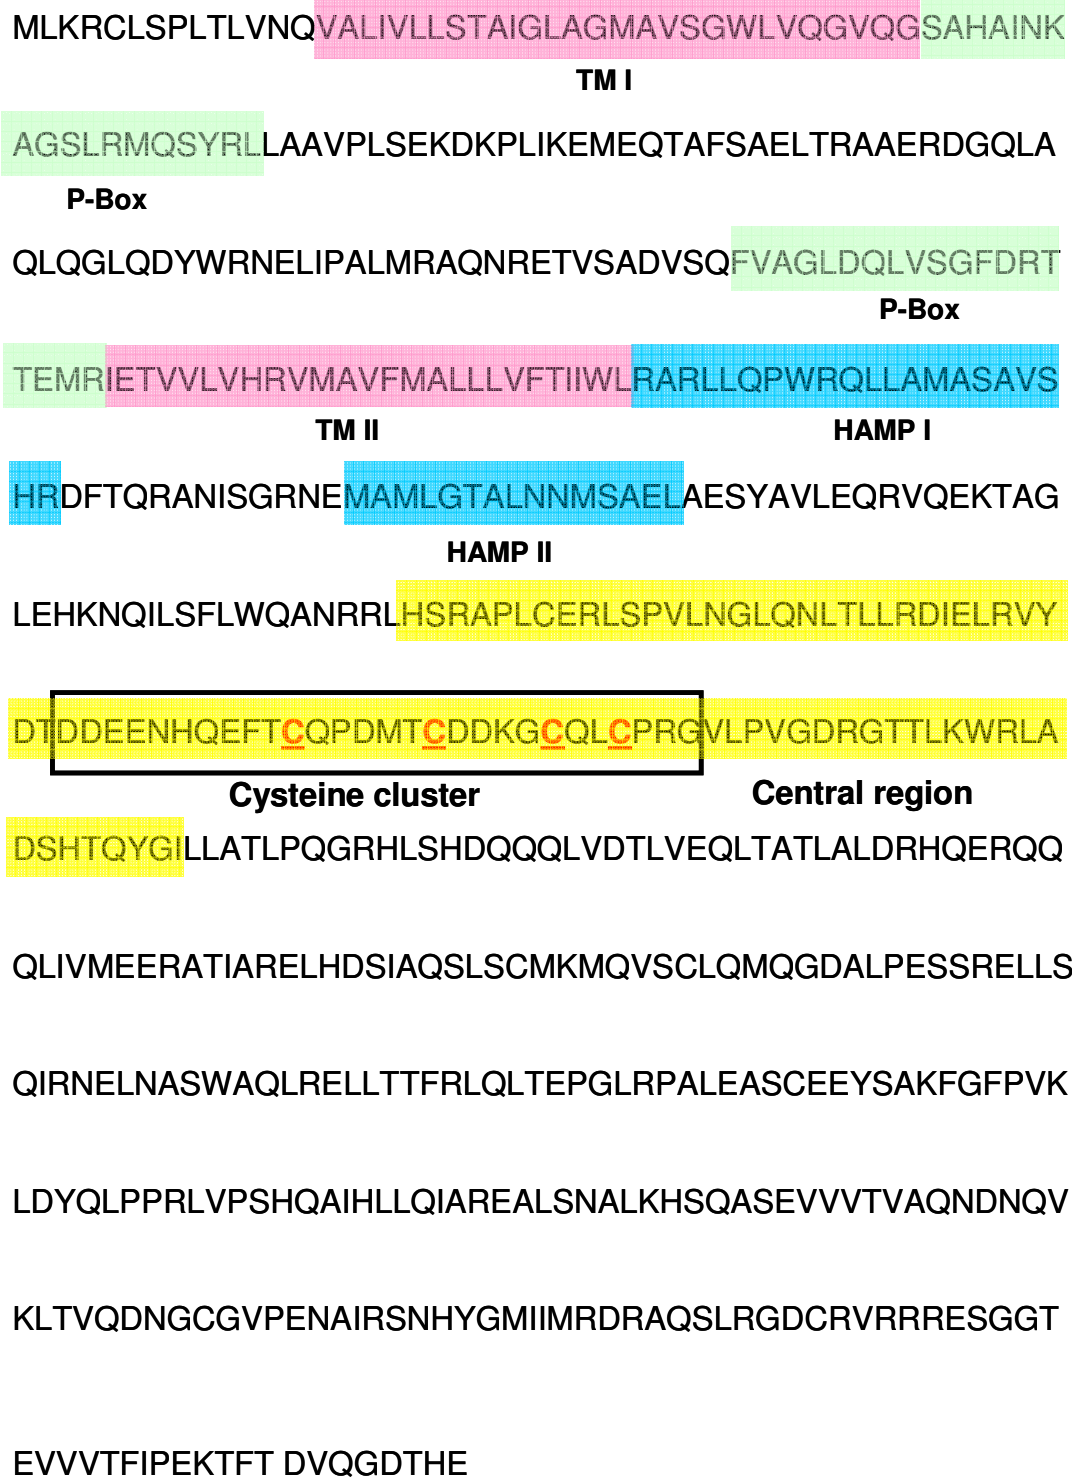 MLKRCLSPLTLVNQVALIVLLSTAIGLAGMAVSGWLVQGVQGSAHAINK
TM I
AGSLRMQSYRLLAAVPLSEKDKPLIKEMEQTAFSAELTRAAERDGQLA
P-Box
QLQGLQDYWRNELIPALMRAQNRETVSADVSQFVAGLDQLVSGFDRT
P-Box
TEMRIETVVLVHRVMAVFMALLLVFTIIWLRARLLQPWRQLLAMASAVS
TM II HAMP I
HRDFTQRANISGRNEMAMLGTALNNMSAELAESYAVLEQRVQEKTAG
HAMP II
LEHKNQILSFLWQANRRLHSRAPLCERLSPVLNGLQNLTLLRDIELRVY
DTDDEENHQEFTCQPDMTCDDKGCQLCPRGVLPVGDRGTTLKWRLA
Cysteine cluster Central region
DSHTQYGILLATLPQGRHLSHDQQQLVDTLVEQLTATLALDRHQERQQ
QLIVMEERATIARELHDSIAQSLSCMKMQVSCLQMQGDALPESSRELLS
QIRNELNASWAQLRELLTTFRLQLTEPGLRPALEASCEEYSAKFGFPVK
LDYQLPPRLVPSHQAIHLLQIAREALSNALKHSQASEVVVTVAQNDNQV
KLTVQDNGCGVPENAIRSNHYGMIIMRDRAQSLRGDCRVRRRESGGT
EVVVTFIPEKTFT DVQGDTHE